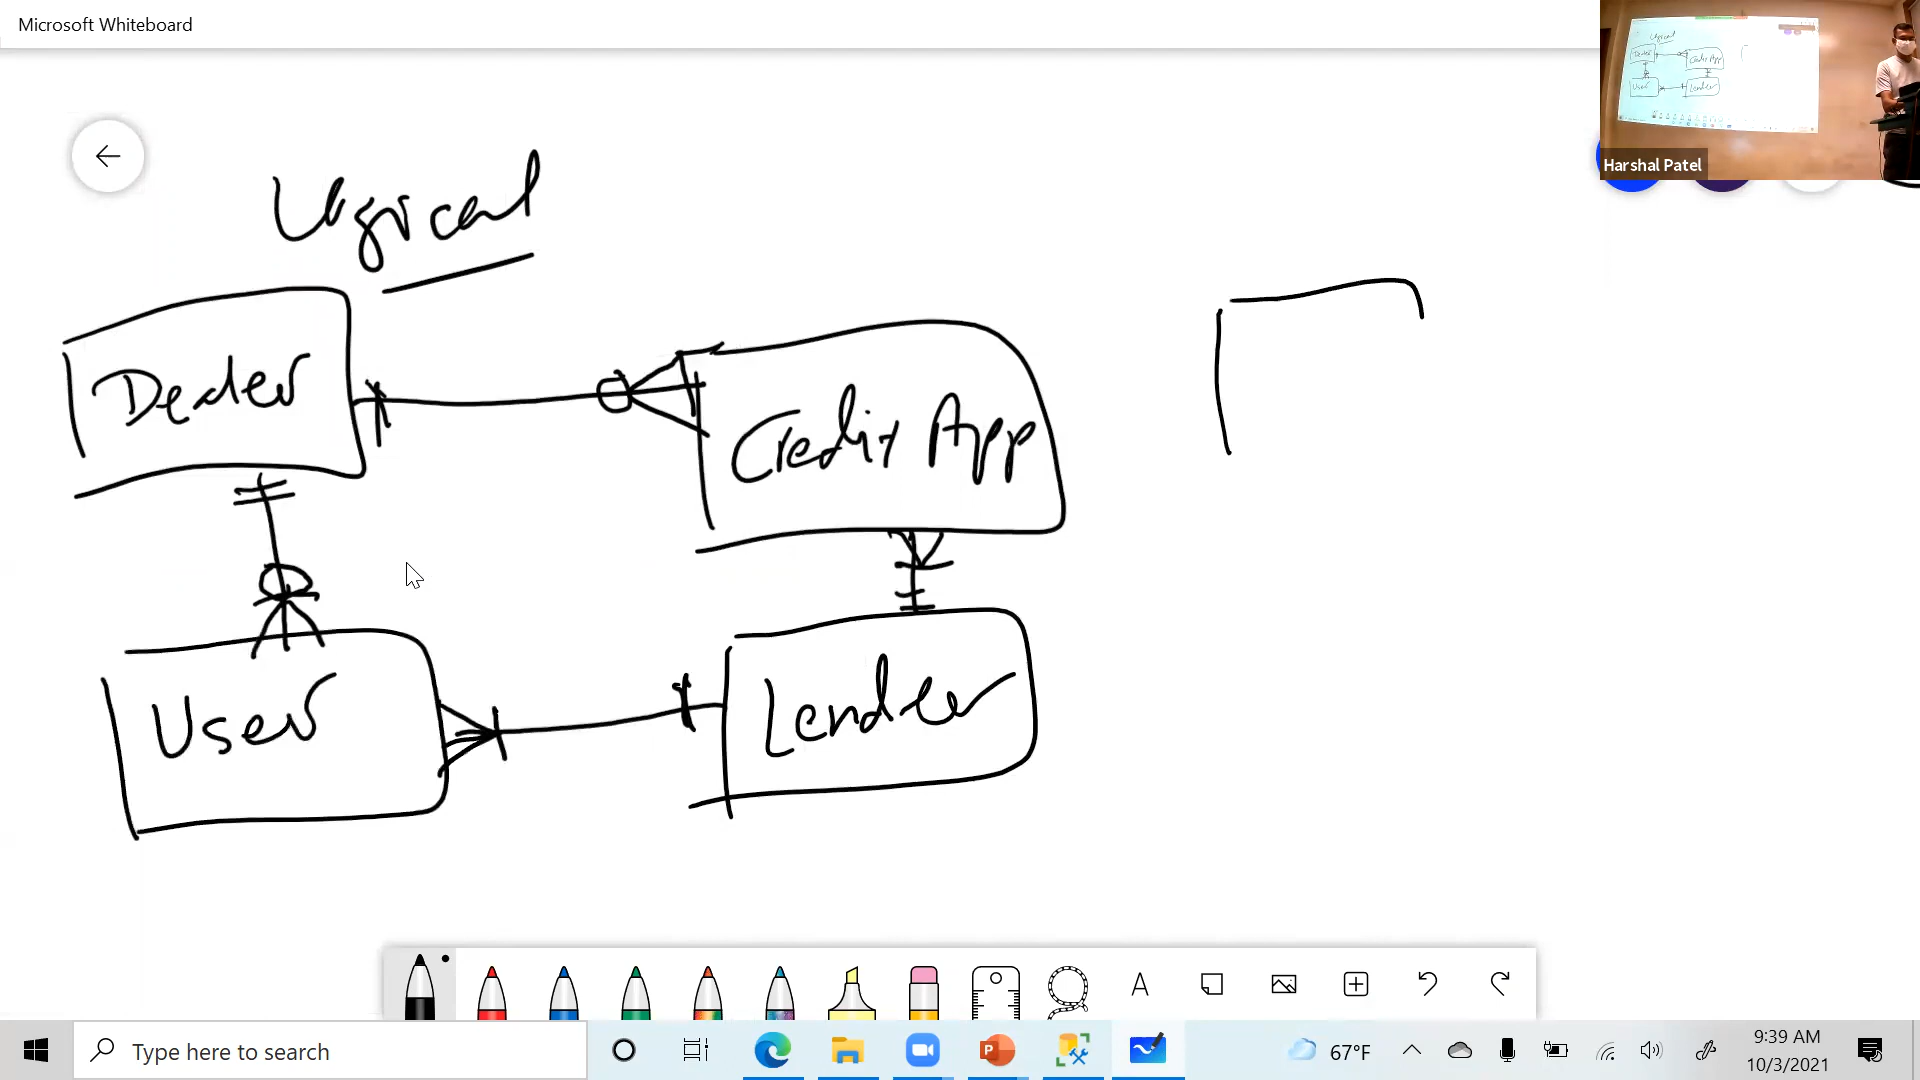 Microsoft Whiteboard
Harshal Patel
Logical
Dealer
Credit App
User
Lender
A
Type here to search
67°F
9:39 AM
10/3/2021